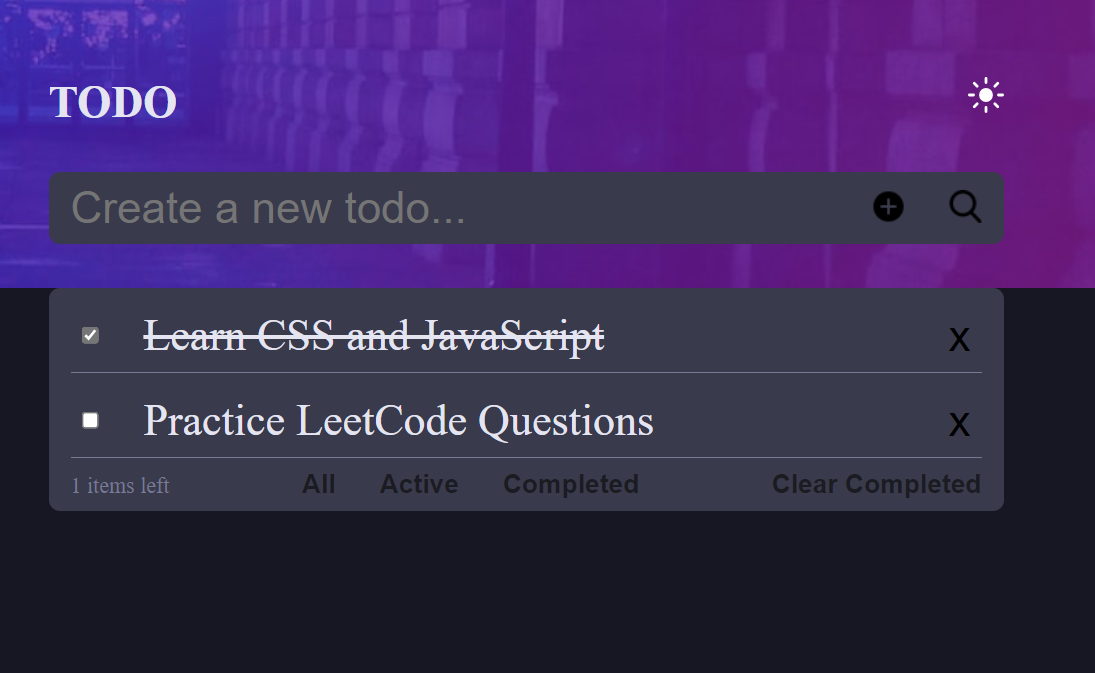 TODO
Create a new todo...
Learn CSS and JavaScript X
Practice LeetCode Questions X
1 items left All Active Completed Clear Completed